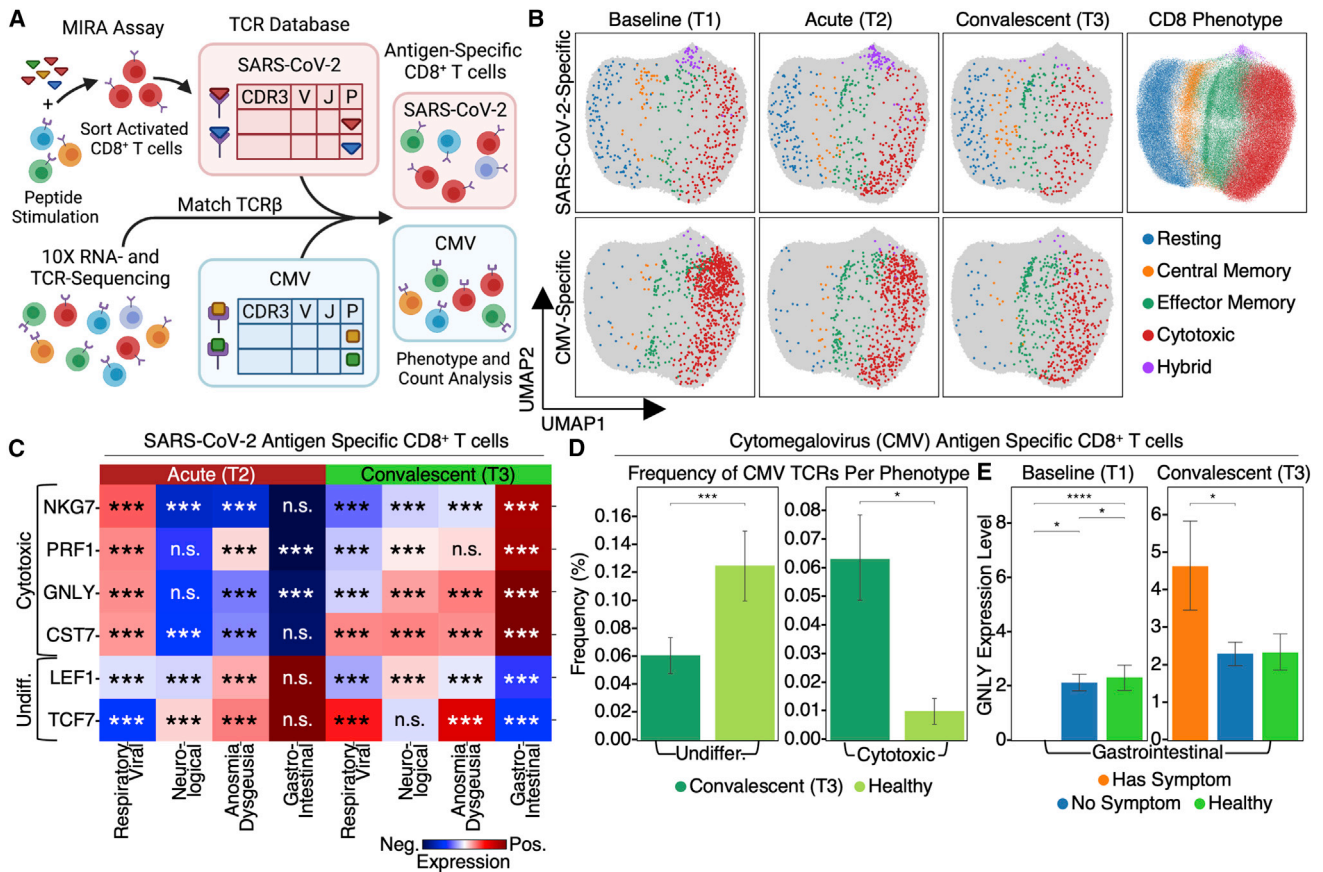 A
MIRA Assay
+
Sort Activated
CD8+ T cells
Peptide
Stimulation
TCR Database
SARS-CoV-2
CDR3 V J P
Match TCRβ
10X RNA- and
TCR-Sequencing
CMV
CDR3 V J P
Antigen-Specific
CD8+ T cells
SARS-CoV-2
CMV
Phenotype and
Count Analysis
B
Baseline (T1)
Acute (T2)
Convalescent (T3)
CD8 Phenotype
SARS-CoV-2-Specific
CMV-Specific
UMAP2
UMAP1
Resting
Central Memory
Effector Memory
Cytotoxic
Hybrid
C
SARS-CoV-2 Antigen Specific CD8+ T cells
Acute (T2) Convalescent (T3)
Cytotoxic
NKG7 *** *** *** n.s. *** *** *** ***
PRF1 *** n.s. *** *** *** *** n.s. ***
GNLY *** n.s. *** *** *** *** *** ***
CST7 *** *** *** n.s. *** *** *** ***
Undiff.
LEF1 *** *** *** n.s. *** *** *** ***
TCF7 *** *** *** n.s. *** n.s. *** ***
Respiratory
Viral
Neuro-
logical
Anosmia
Dysgeusia
Gastro-
Intestinal
Respiratory
Viral
Neuro-
logical
Anosmia
Dysgeusia
Gastro-
Intestinal
Neg. Pos.
Expression
Cytomegalovirus (CMV) Antigen Specific CD8+ T cells
D
Frequency of CMV TCRs Per Phenotype
Frequency (%)
0.16
0.14
0.12
0.10
0.08
0.06
0.04
0.02
0.00
***
Undiffer.
0.08
0.07
0.06
0.05
0.04
0.03
0.02
0.01
0.00
*
Cytotoxic
Convalescent (T3) Healthy
E
Baseline (T1)
Convalescent (T3)
GNLY Expression Level
8
6
4
2
0
****
*
*
6
5
4
3
2
1
0
*
Gastrointestinal
Has Symptom
No Symptom Healthy